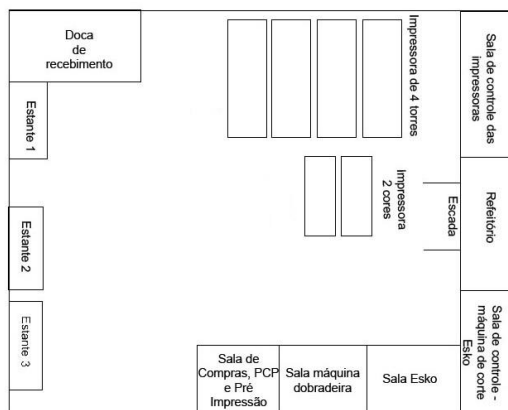 Doca
de
recebimento
Impressora de 4 torres
Sala de controle das
impressoras
Estante 1
Impressora
2 cores
Escada
Refeitório
Estante 2
Estante 3
Sala de controle -
máquina de corte
Esko
Sala de
Compras, PCP
e Pré
Impressão
Sala máquina
dobradeira
Sala Esko